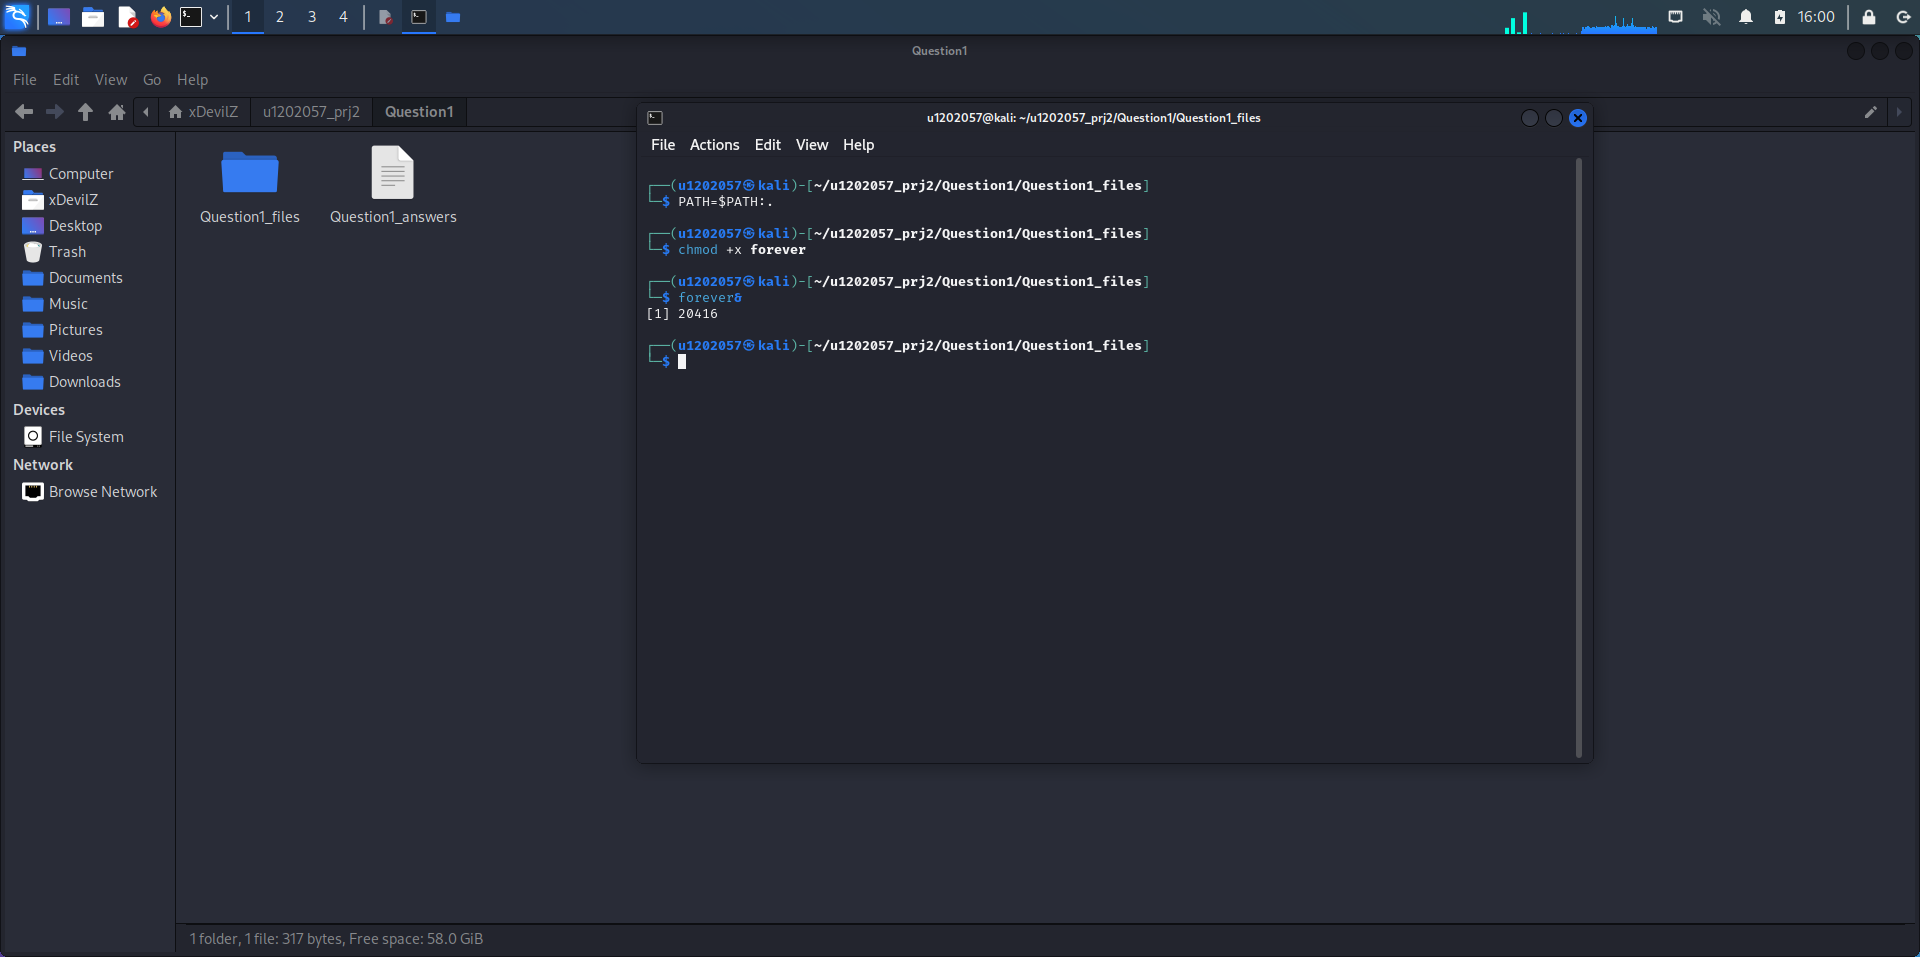 1 2 3 4
16:00
Question1
File Edit View Go Help
xDevilZ u1202057_prj2 Question1
Places
Computer
xDevilZ
Desktop
Trash
Documents
Music
Pictures
Videos
Downloads
Devices
File System
Network
Browse Network
Question1_files Question1_answers
1 folder, 1 file: 317 bytes, Free space: 58.0 GiB
u1202057@kali: ~/u1202057_prj2/Question1/Question1_files
File Actions Edit View Help
┌──(u1202057㉿kali)-[~/u1202057_prj2/Question1/Question1_files]
└─$ PATH=$PATH:.
┌──(u1202057㉿kali)-[~/u1202057_prj2/Question1/Question1_files]
└─$ chmod +x forever
┌──(u1202057㉿kali)-[~/u1202057_prj2/Question1/Question1_files]
└─$ forever&
[1] 20416
┌──(u1202057㉿kali)-[~/u1202057_prj2/Question1/Question1_files]
└─$